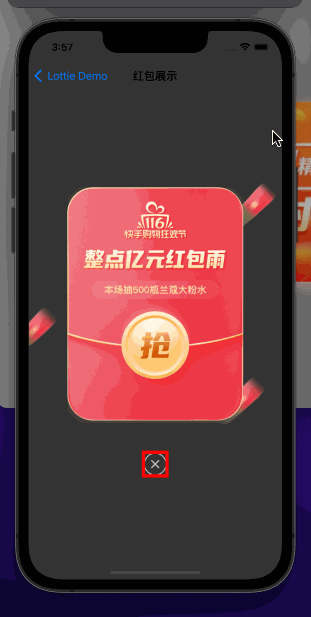 3:57
Lottie Demo
红包展示
116
快手购物狂欢节
整点亿元红包雨
本场抽500瓶兰蔻大粉水
抢